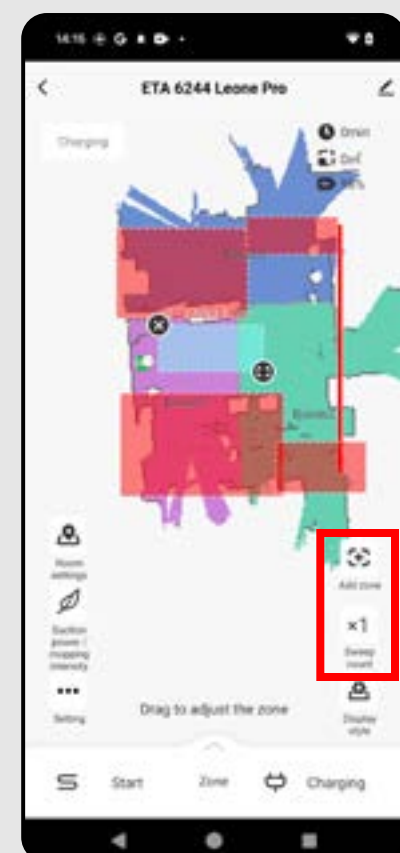 14:15
ETA 6244 Leone Pro
Charging
0min
Room
settings
Add zone
×1
Suction
power /
mopping
intensity
Sweep
count
Setting
Drag to adjust the zone
Display
style
Start
Zone
Charging